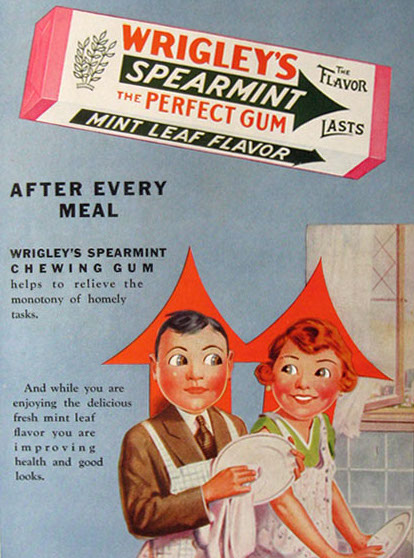 WRIGLEY'S
SPEARMINT
THE PERFECT GUM
MINT LEAF FLAVOR
THE
FLAVOR
LASTS
AFTER EVERY
MEAL
WRIGLEY'S SPEARMINT
CHEWING GUM
helps to relieve the
monotony of homely
tasks.
And while you are
enjoying the delicious
fresh mint leaf
flavor you are
improving
health and good
looks.